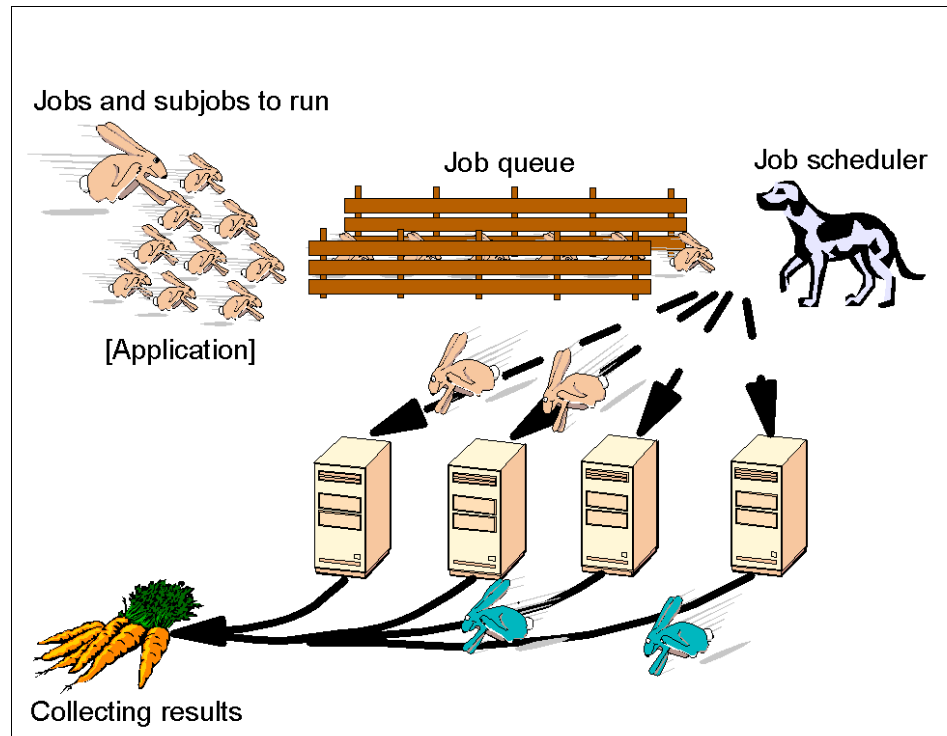 Jobs and subjobs to run
Job queue
Job scheduler
[Application]
Collecting results